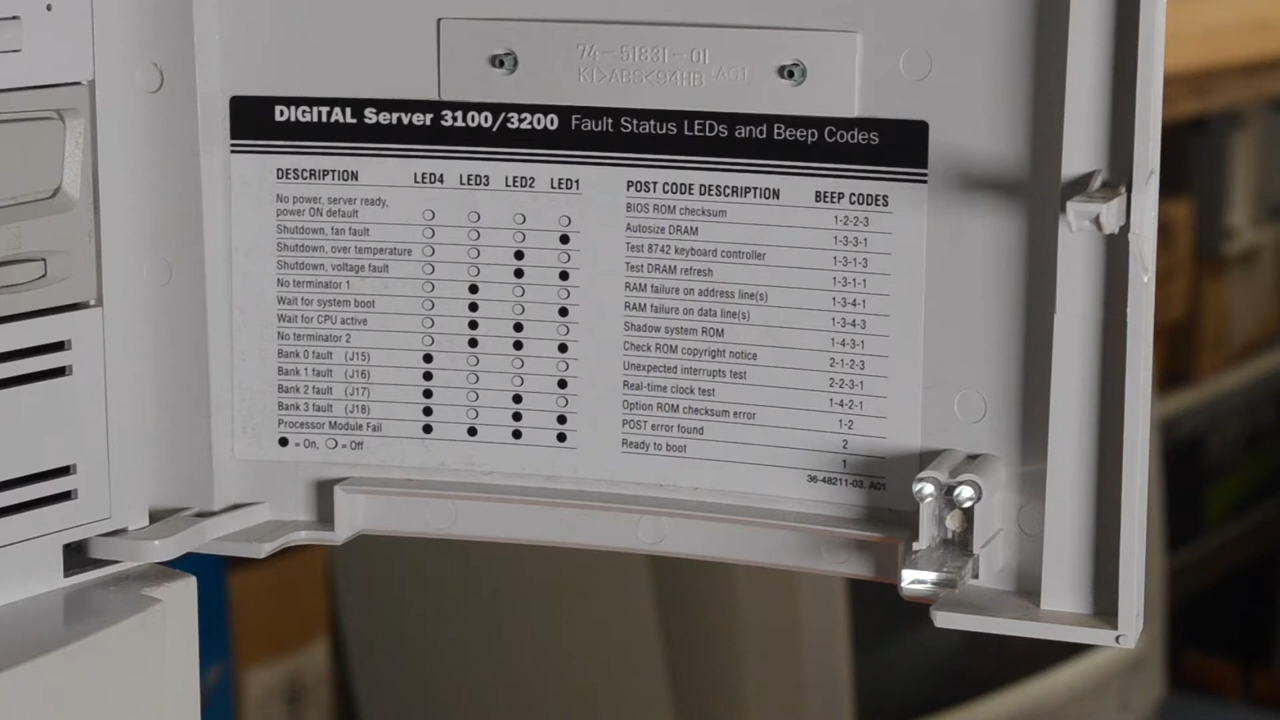 74-51831-01
KI>ABS<94HB A01
DIGITAL Server 3100/3200 Fault Status LEDs and Beep Codes
DESCRIPTION LED4 LED3 LED2 LED1
No power, server ready,
power ON default ○ ○ ○ ○
Shutdown, fan fault ○ ○ ○ ●
Shutdown, over temperature ○ ○ ● ○
Shutdown, voltage fault ○ ○ ● ●
No terminator 1 ○ ● ○ ○
Wait for system boot ○ ● ○ ●
Wait for CPU active ○ ● ● ○
No terminator 2 ○ ● ● ●
Bank 0 fault (J15) ● ○ ○ ○
Bank 1 fault (J16) ● ○ ○ ●
Bank 2 fault (J17) ● ○ ● ○
Bank 3 fault (J18) ● ○ ● ●
Processor Module Fail ● ● ● ●
● = On, ○ = Off
POST CODE DESCRIPTION BEEP CODES
BIOS ROM checksum 1-2-2-3
Autosize DRAM 1-3-3-1
Test 8742 keyboard controller 1-3-1-3
Test DRAM refresh 1-3-1-1
RAM failure on address line(s) 1-3-4-1
RAM failure on data line(s) 1-3-4-3
Shadow system ROM 1-4-3-1
Check ROM copyright notice 2-1-2-3
Unexpected interrupts test 2-2-3-1
Real-time clock test 1-4-2-1
Option ROM checksum error 1-2
POST error found 2
Ready to boot 1
36-48211-03. A01